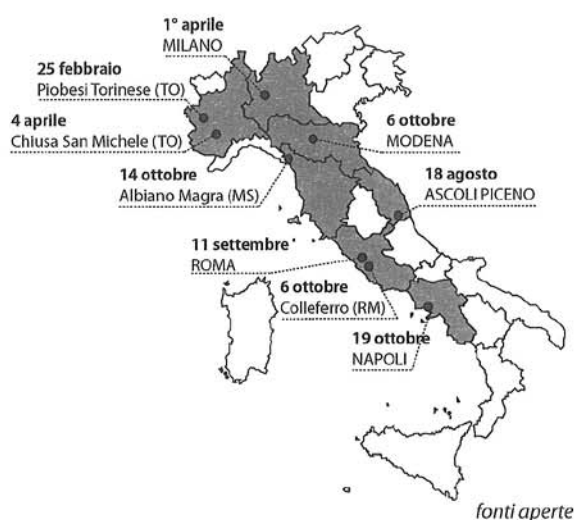 1° aprile
MILANO
25 febbraio
Piobesi Torinese (TO)
4 aprile
Chiusa San Michele (TO)
6 ottobre
MODENA
14 ottobre
Albiano Magra (MS)
18 agosto
ASCOLI PICENO
11 settembre
ROMA
6 ottobre
Colleferro (RM)
19 ottobre
NAPOLI
fonti aperte